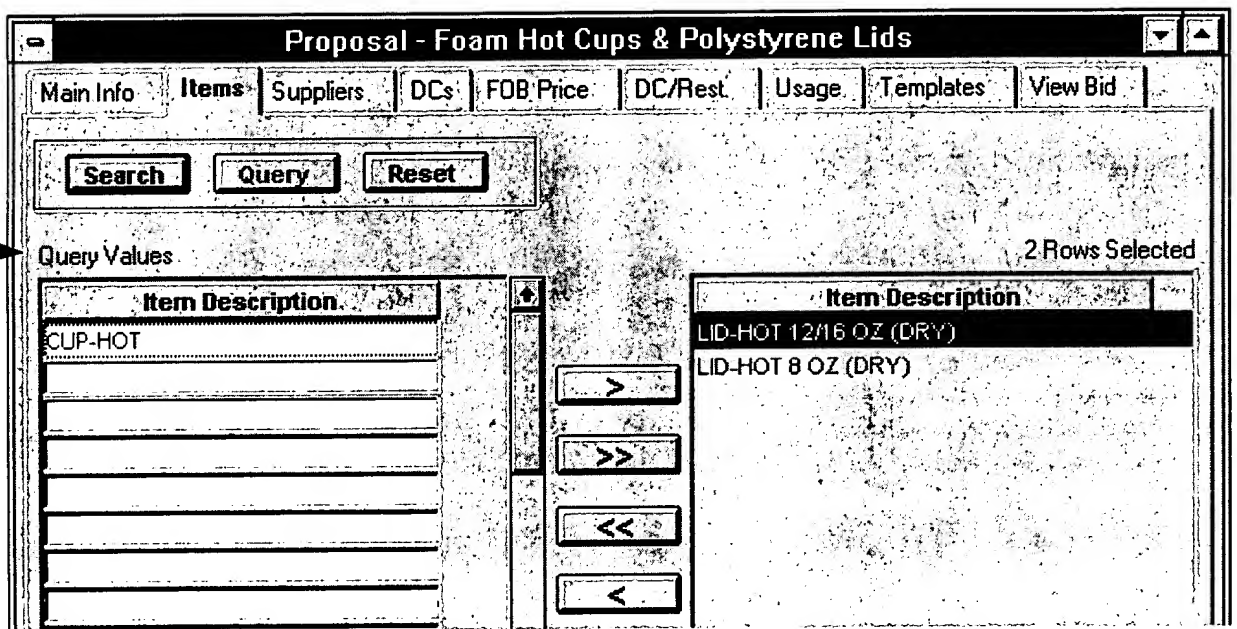 Proposal - Foam Hot Cups & Polystyrene Lids
Main Info Items Suppliers DCs FOB Price DC/Rest. Usage Templates View Bid
Search Query Reset
Query Values 2 Rows Selected
Item Description Item Description
CUP-HOT LID-HOT 12/16 OZ (DRY)
LID-HOT 8 OZ (DRY)
>
>>
<<
<